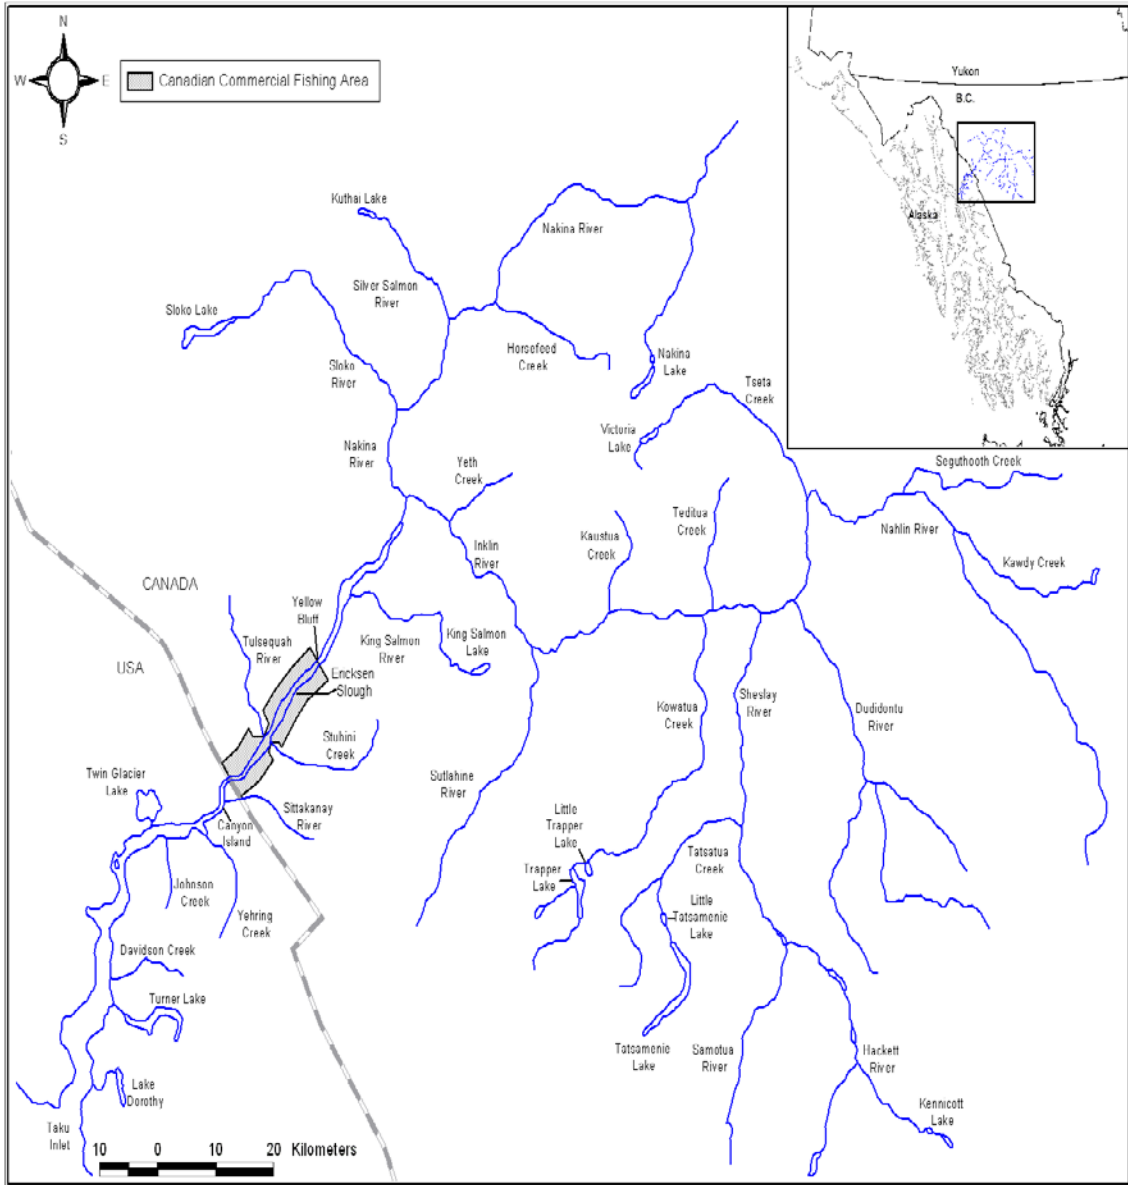 N
W
E
S
Canadian Commercial Fishing Area
Yukon
B.C.
Alaska
Kuthai Lake
Nakina River
Silver Salmon
River
Sloko Lake
Sloko
River
Horsefeed
Creek
Nakina
Lake
Tseta
Creek
Victoria
Lake
Nakina
River
Yeth
Creek
Seguthooth Creek
Teditua
Creek
Kaustua
Creek
Inklin
River
Nahlin River
Kawdy Creek
CANADA
USA
Yellow
Bluff
Tulsequah
River
King Salmon
River
King Salmon
Lake
Ericksen
Slough
Stuhini
Creek
Kowatua
Creek
Sheslay
River
Dudidontu
River
Twin Glacier
Lake
Sutlahine
River
Sittakanay
River
Canyon
Island
Little
Trapper
Lake
Trapper
Lake
Tatsatua
Creek
Johnson
Creek
Yehring
Creek
Little
Tatsamenie
Lake
Davidson Creek
Turner Lake
Tatsamenie
Lake
Samotua
River
Hackett
River
Lake
Dorothy
Kennicott
Lake
Taku
Inlet
10 0 10 20 Kilometers